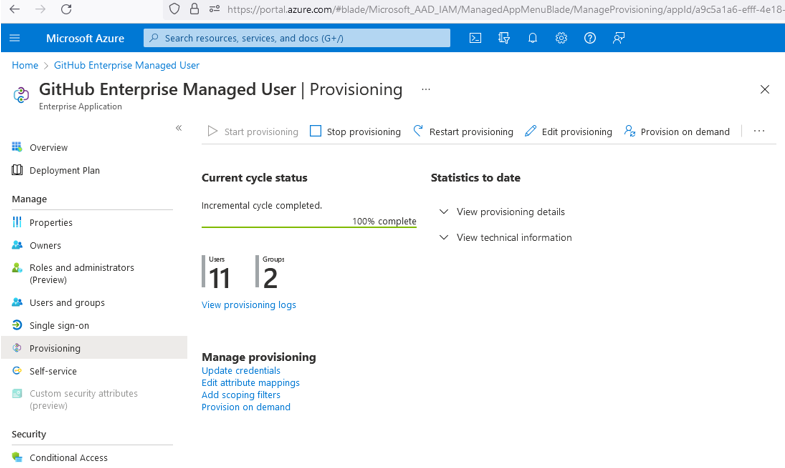 https://portal.azure.com/#blade/Microsoft_AAD_IAM/ManagedAppMenuBlade/ManageProvisioning/appId/a9c5a1a6-efff-4e18-
Microsoft Azure
Search resources, services, and docs (G+/)
Home > GitHub Enterprise Managed User
GitHub Enterprise Managed User | Provisioning ...
Enterprise Application
«
Overview
Deployment Plan
Manage
Properties
Owners
Roles and administrators
(Preview)
Users and groups
Single sign-on
Provisioning
Self-service
Custom security attributes
(preview)
Security
Conditional Access
Start provisioning Stop provisioning Restart provisioning Edit provisioning Provision on demand ...
Current cycle status
Incremental cycle completed.
100% complete
Users Groups
11 2
View provisioning logs
Manage provisioning
Update credentials
Edit attribute mappings
Add scoping filters
Provision on demand
Statistics to date
View provisioning details
View technical information